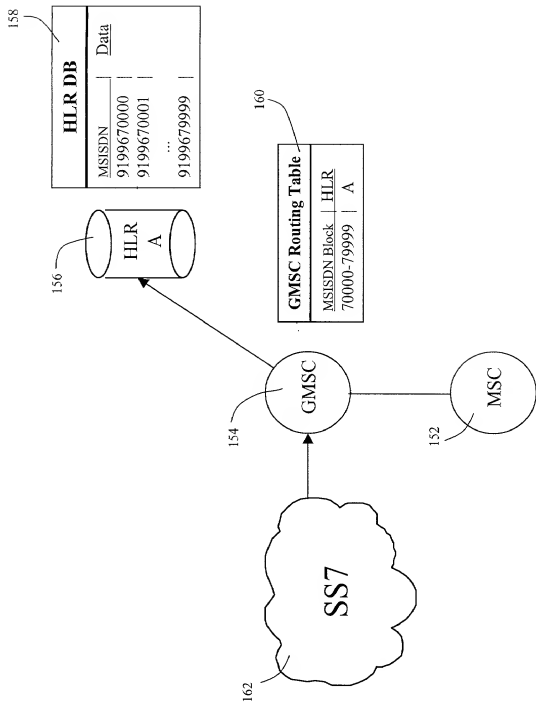 158
HLR DB
MSISDN | Data
9199670000 |
9199670001 |
...
9199679999 |
156
HLR
A
160
GMSC Routing Table
MSISDN Block | HLR
70000-79999 | A
154
GMSC
152
MSC
SS7
162